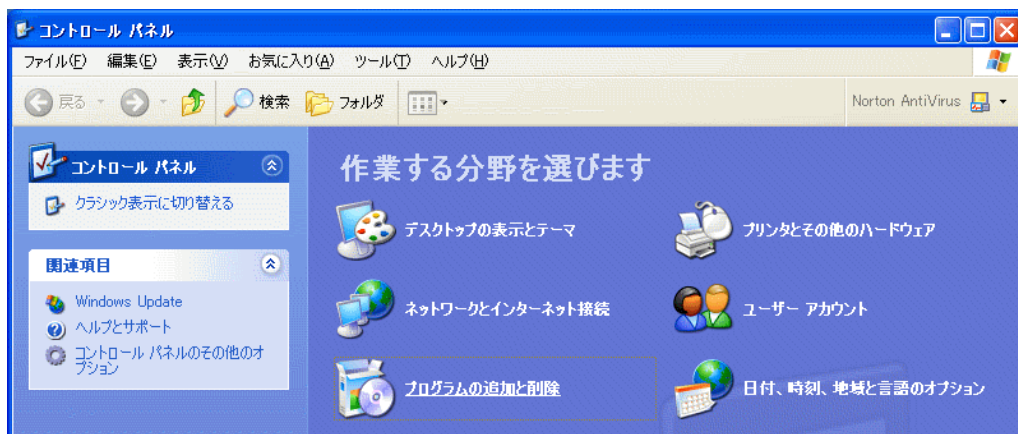 コントロール パネル
ファイル(F) 編集(E) 表示(V) お気に入り(A) ツール(T) ヘルプ(H)
戻る 検索 フォルダ Norton AntiVirus
コントロール パネル
クラシック表示に切り替える
関連項目
Windows Update
ヘルプとサポート
コントロール パネルのその他のオ
プション
作業する分野を選びます
デスクトップの表示とテーマ
プリンタとその他のハードウェア
ネットワークとインターネット接続
ユーザー アカウント
プログラムの追加と削除
日付、時刻、地域と言語のオプション